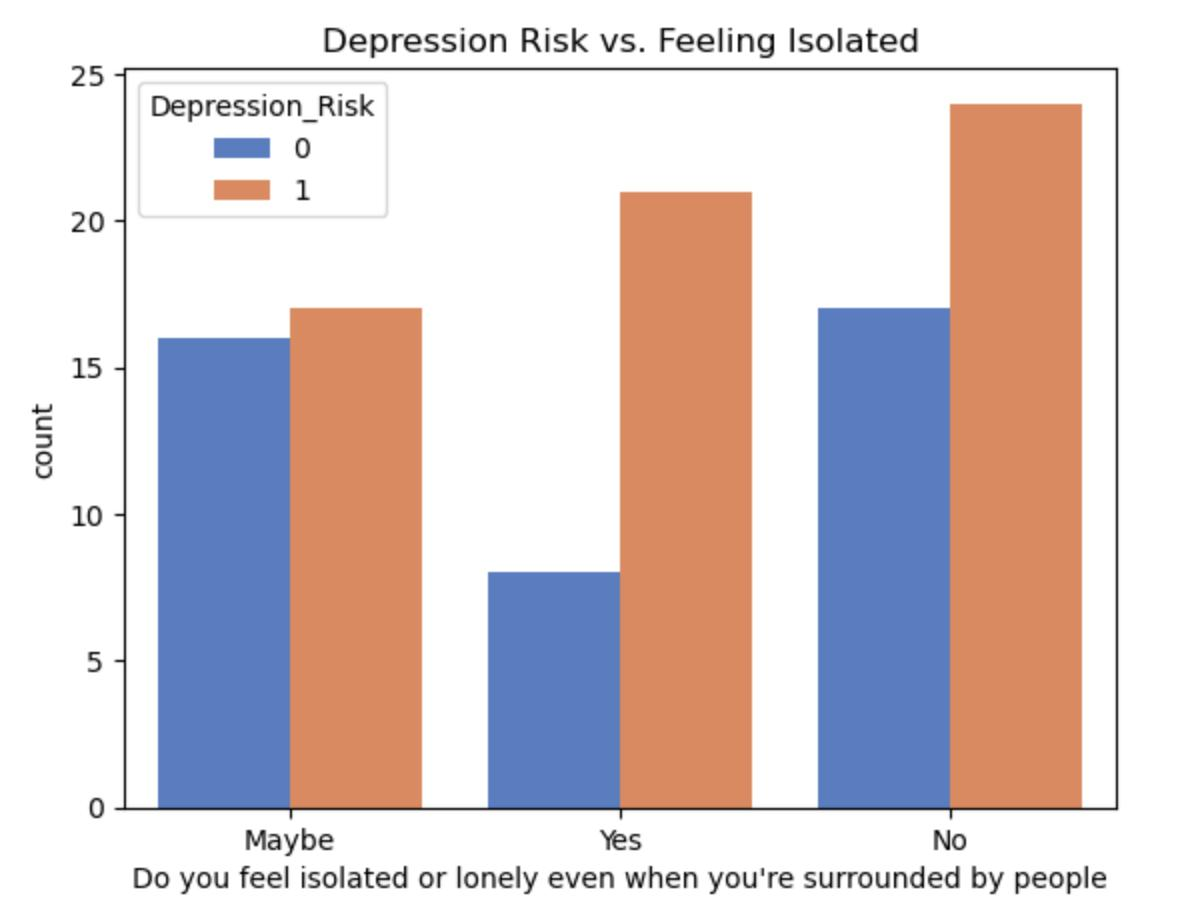 Depression Risk vs. Feeling Isolated
25
Depression_Risk
0
1
20
15
10
5
0
count
Maybe Yes No
Do you feel isolated or lonely even when you're surrounded by people